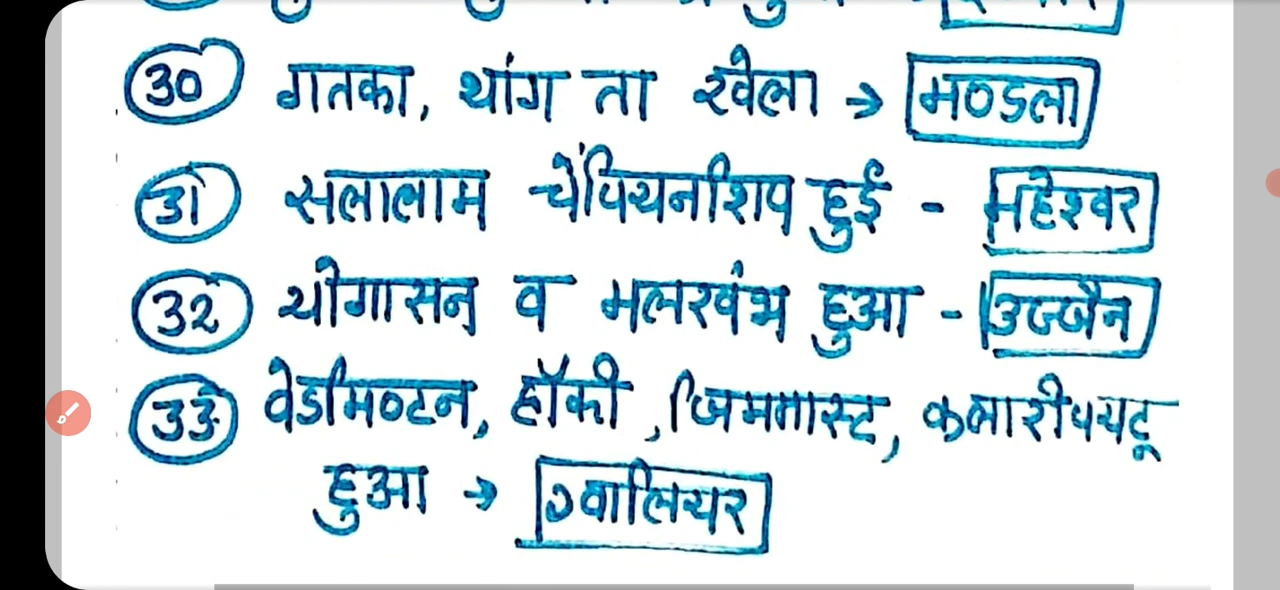 30 गतका, थांग ता खेला → मण्डला
31 सलालाम चेंपियनशिप हुई - महेश्वर
32 योगासन व मलखंभ हुआ - उज्जैन
33 वेडमिण्टन, हॉकी, जिमनास्ट, कलारीपयटू
हुआ → ग्वालियर